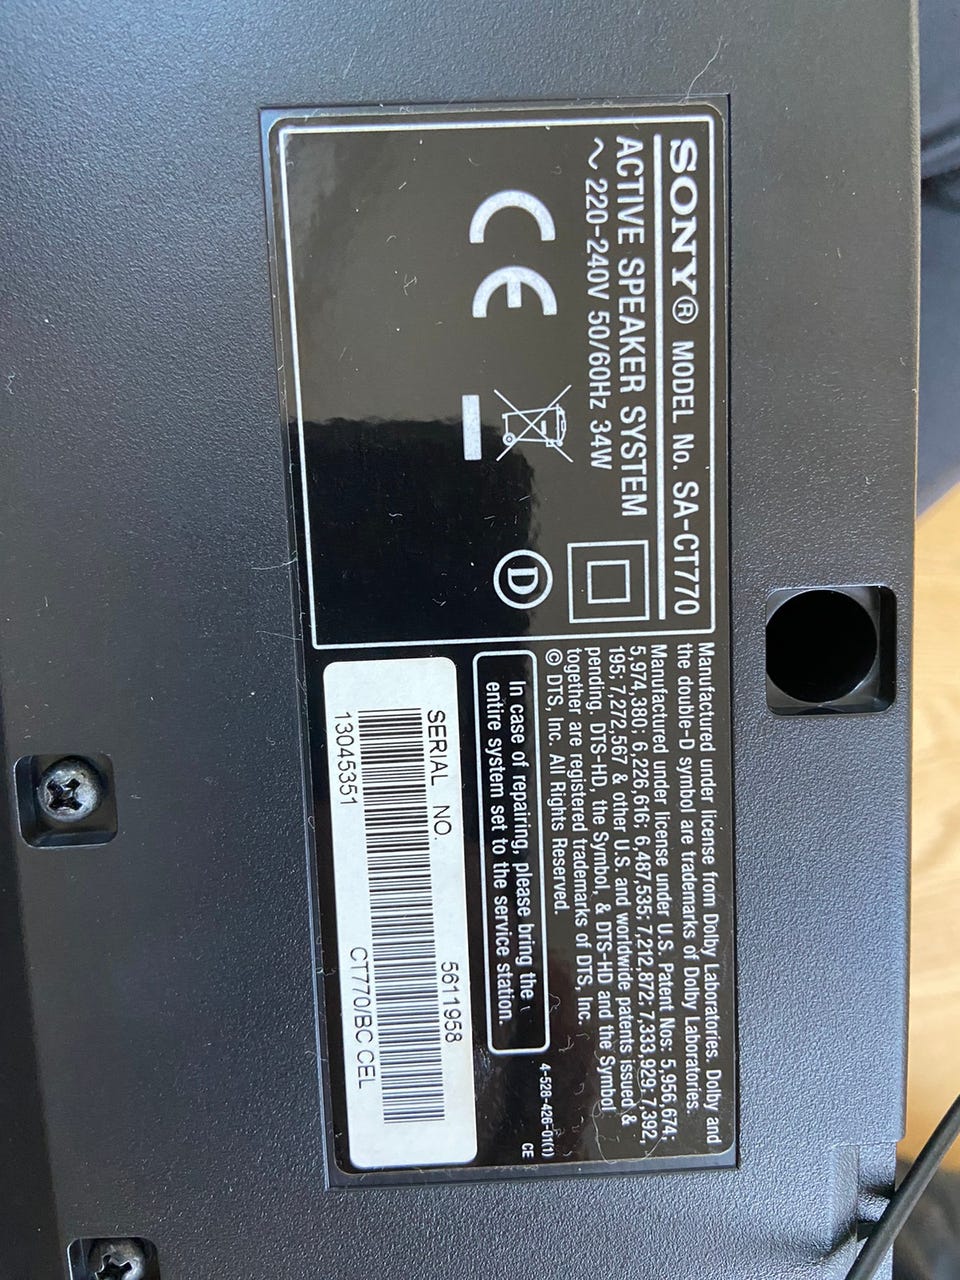 SONY® MODEL No. SA-CT770
ACTIVE SPEAKER SYSTEM
~ 220-240V 50/60Hz 34W
CE
D
Manufactured under license from Dolby Laboratories. Dolby and
the double-D symbol are trademarks of Dolby Laboratories.
Manufactured under license under U.S. Patent Nos: 5,956,674;
5,974,380; 6,226,616; 6,487,535; 7,212,872; 7,333,929; 7,392,
195; 7,272,567 & other U.S. and worldwide patents issued &
pending. DTS-HD, the Symbol, & DTS-HD and the Symbol
together are registered trademarks of DTS, Inc.
© DTS, Inc. All Rights Reserved.
In case of repairing, please bring the
entire system set to the service station.
4-528-426-01(1)
CE
SERIAL NO. 5611958
13045351 CT770/BC CEL